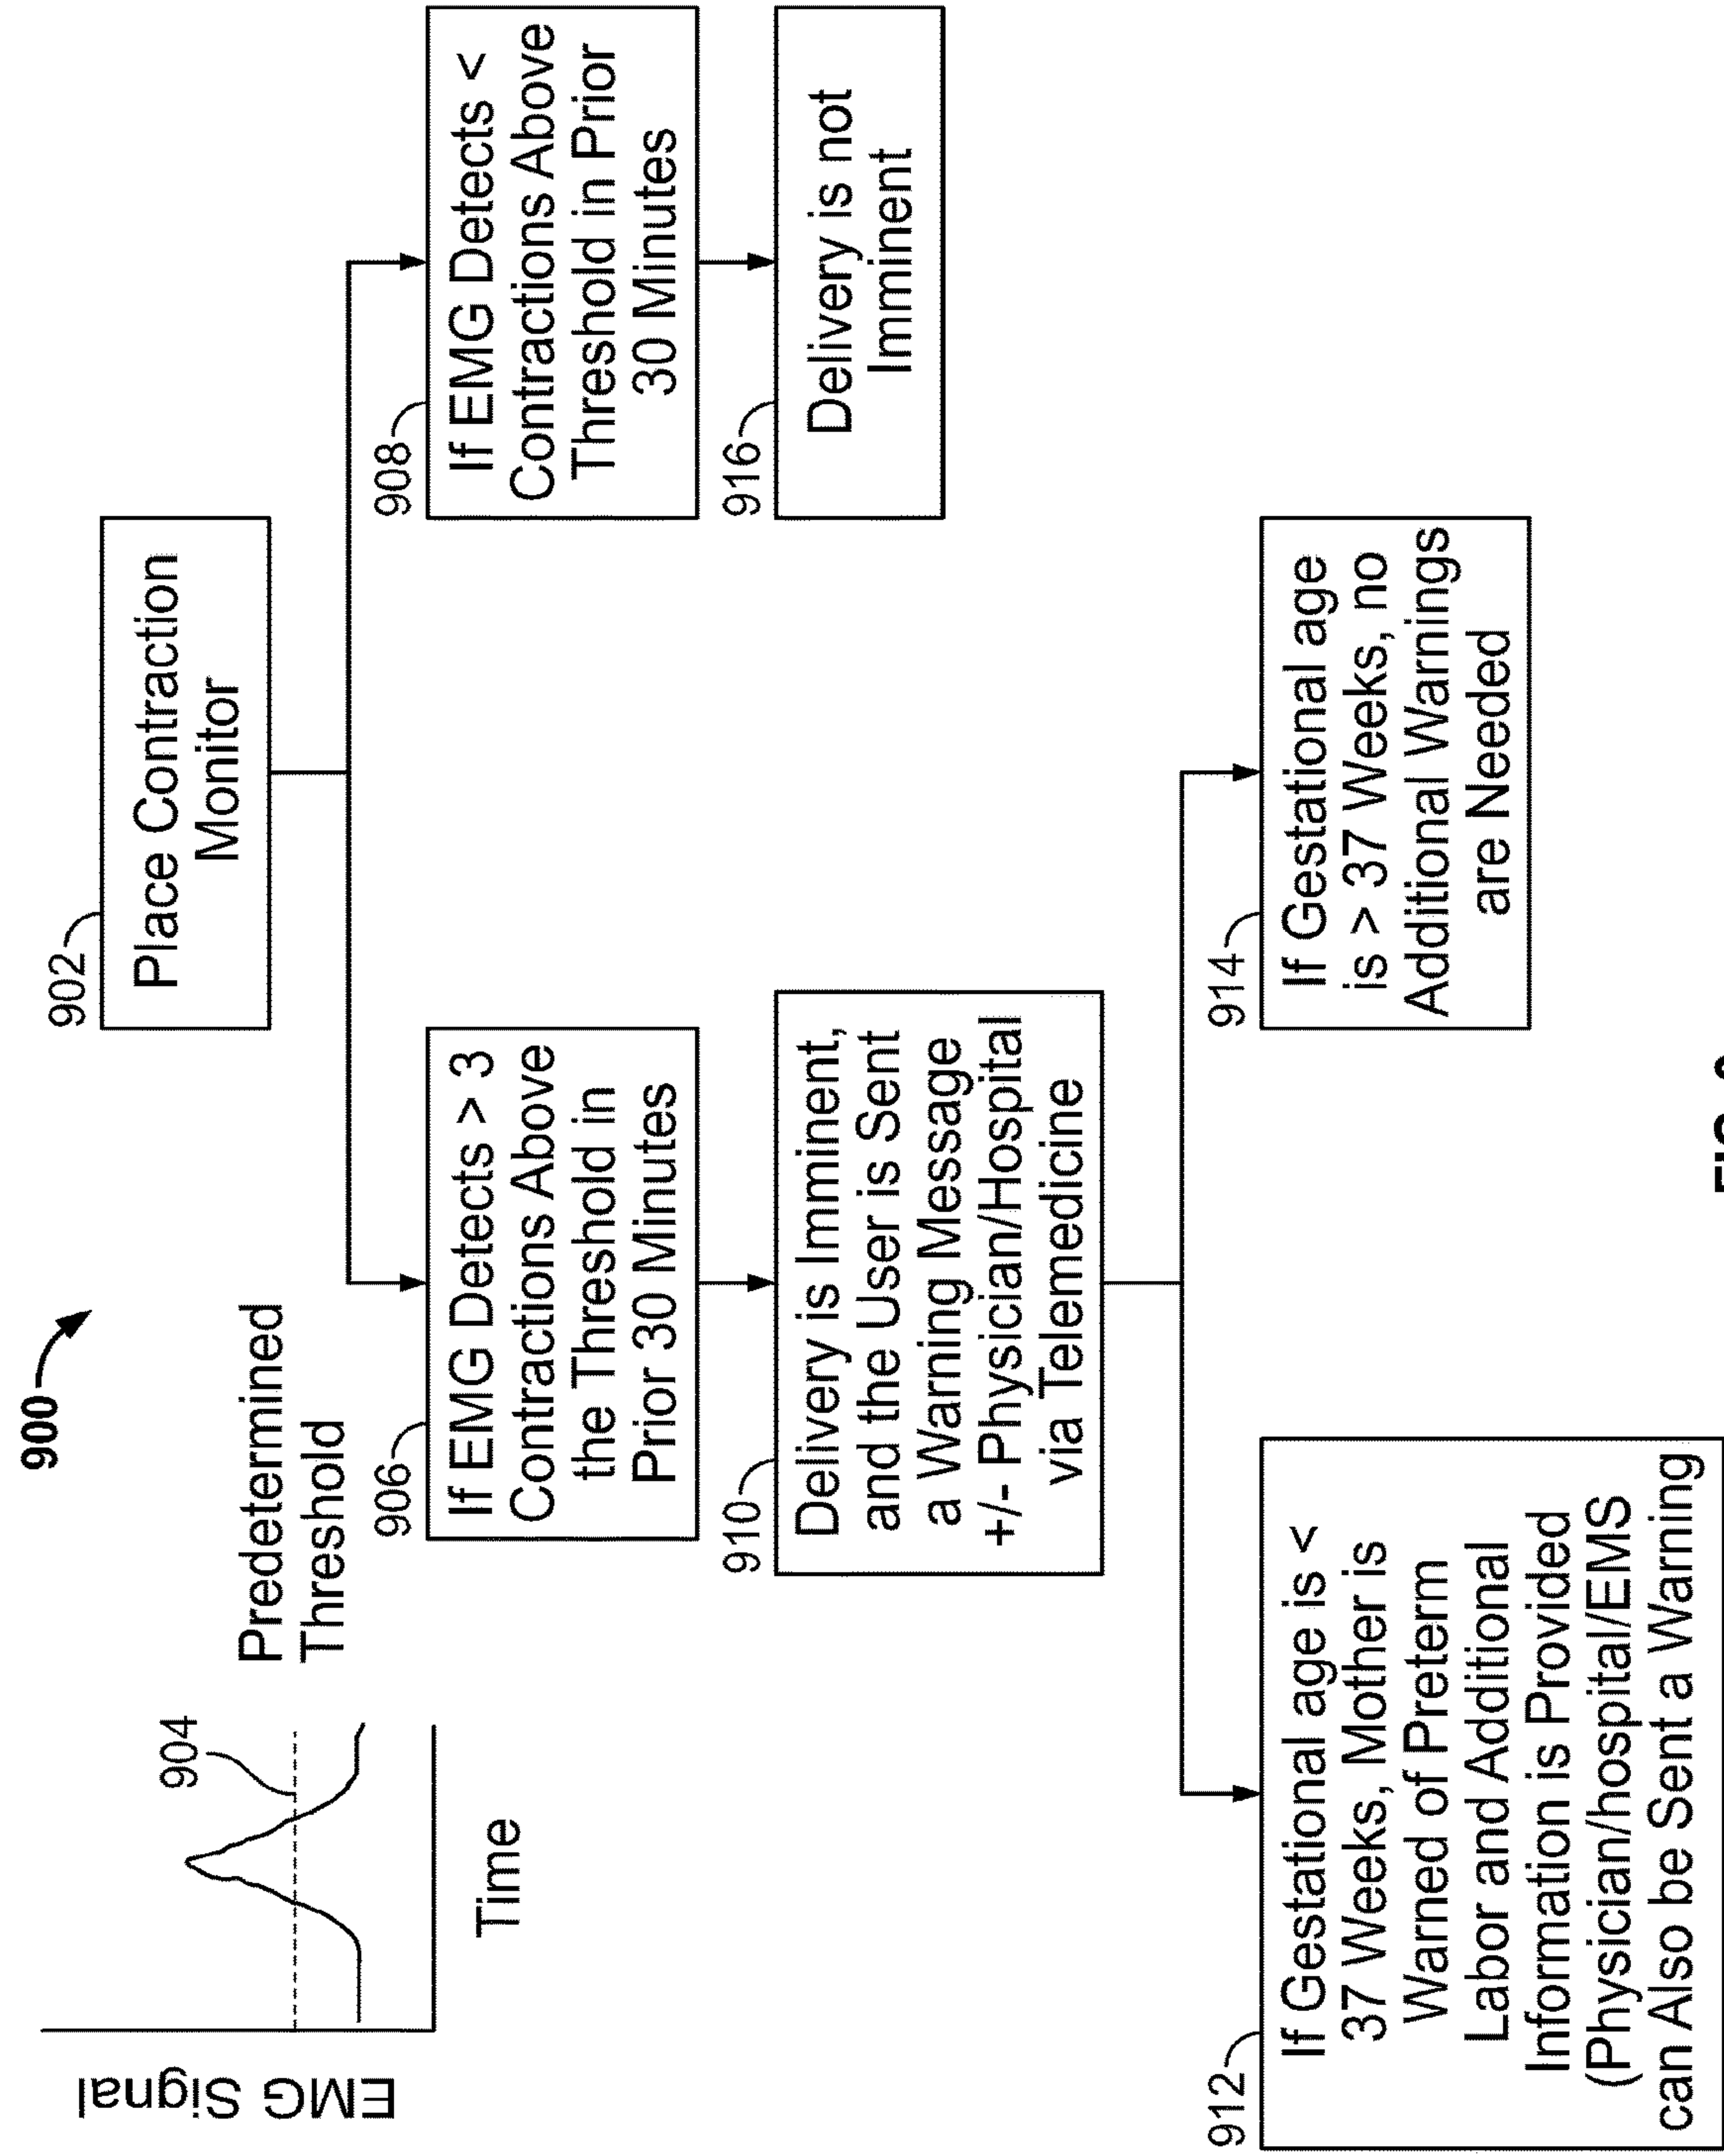 900
902
Place Contraction
Monitor
EMG Signal
904
Predetermined
Threshold
Time
906
If EMG Detects > 3
Contractions Above
the Threshold in
Prior 30 Minutes
908
If EMG Detects <
Contractions Above
Threshold in Prior
30 Minutes
910
Delivery is Imminent,
and the User is Sent
a Warning Message
+/- Physician/Hospital
via Telemedicine
916
Delivery is not
Imminent
912
If Gestational age is <
37 Weeks, Mother is
Warned of Preterm
Labor and Additional
Information is Provided
(Physician/hospital/EMS
can Also be Sent a Warning
914
If Gestational age
is > 37 Weeks, no
Additional Warnings
are Needed